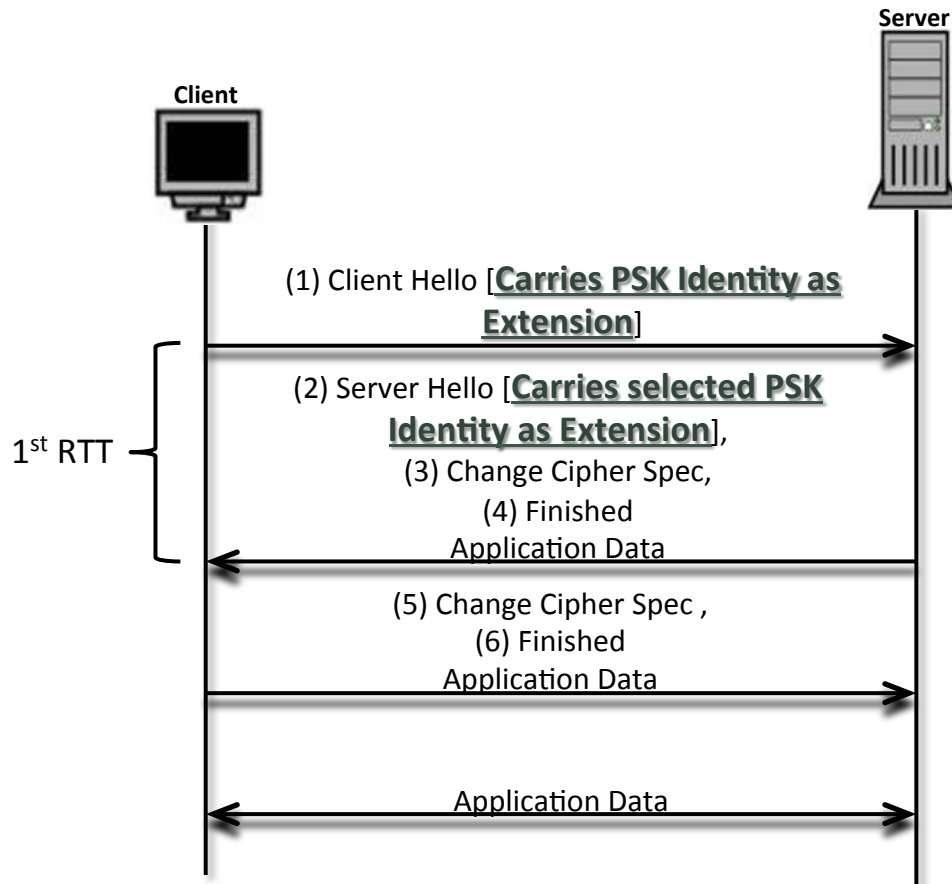 Server
Client
(1) Client Hello [Carries PSK Identity as
Extension]
(2) Server Hello [Carries selected PSK
Identity as Extension],
1st RTT
(3) Change Cipher Spec,
(4) Finished
Application Data
(5) Change Cipher Spec ,
(6) Finished
Application Data
Application Data